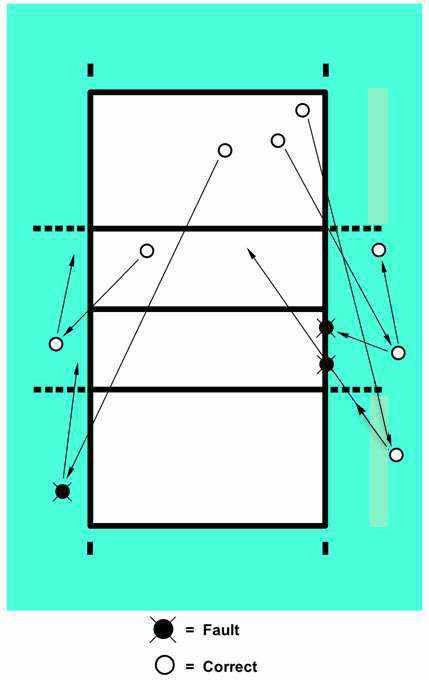 = Fault
= Correct